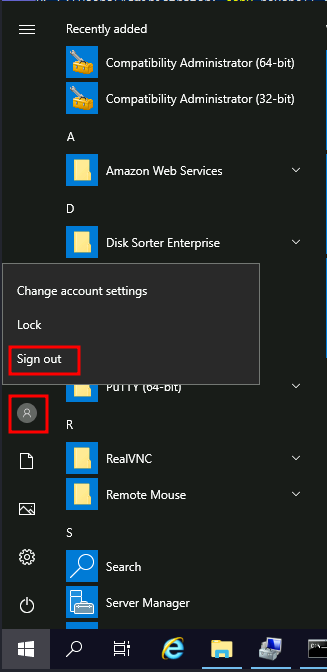 Recently added
Compatibility Administrator (64-bit)
Compatibility Administrator (32-bit)
A
Amazon Web Services
D
Disk Sorter Enterprise
Change account settings
Lock
Sign out
PuTTY (64-bit)
R
RealVNC
Remote Mouse
S
Search
Server Manager